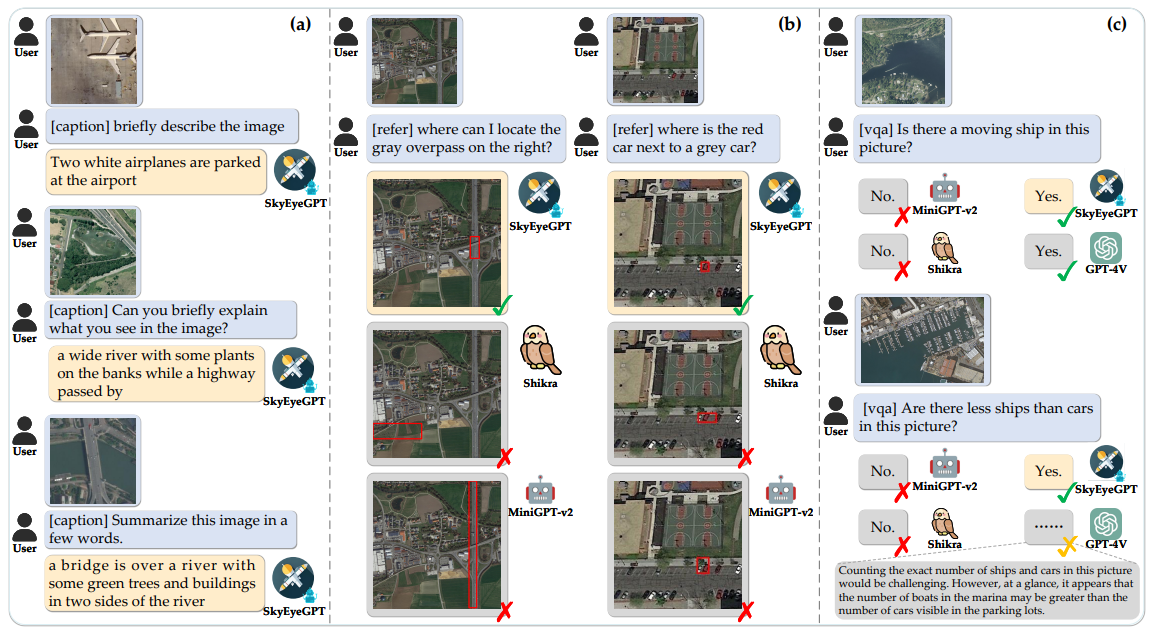 (a)
User
User
[caption] briefly describe the image
Two white airplanes are parked
at the airport
SkyEyeGPT
User
User
[caption] Can you briefly explain
what you see in the image?
a wide river with some plants
on the banks while a highway
passed by
SkyEyeGPT
User
User
[caption] Summarize this image in a
few words.
a bridge is over a river with
some green trees and buildings
in two sides of the river
SkyEyeGPT
(b)
User
User
[refer] where can I locate the
gray overpass on the right?
SkyEyeGPT
Shikra
MiniGPT-v2
User
User
[refer] where is the red
car next to a grey car?
SkyEyeGPT
Shikra
MiniGPT-v2
(c)
User
User
[vqa] Is there a moving ship in this
picture?
No.
MiniGPT-v2
Yes.
SkyEyeGPT
No.
Shikra
Yes.
GPT-4V
User
User
[vqa] Are there less ships than cars
in this picture?
No.
MiniGPT-v2
Yes.
SkyEyeGPT
No.
Shikra
......
GPT-4V
Counting the exact number of ships and cars in this picture
would be challenging. However, at a glance, it appears that
the number of boats in the marina may be greater than the
number of cars visible in the parking lots.